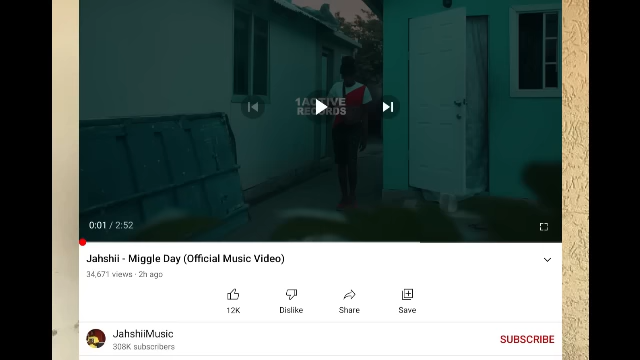 1ACTIVE
RECORDS
0:01 / 2:52
Jahshii - Miggle Day (Official Music Video)
34,671 views · 2h ago
12K
Dislike
Share
Save
JahshiiMusic
308K subscribers
SUBSCRIBE